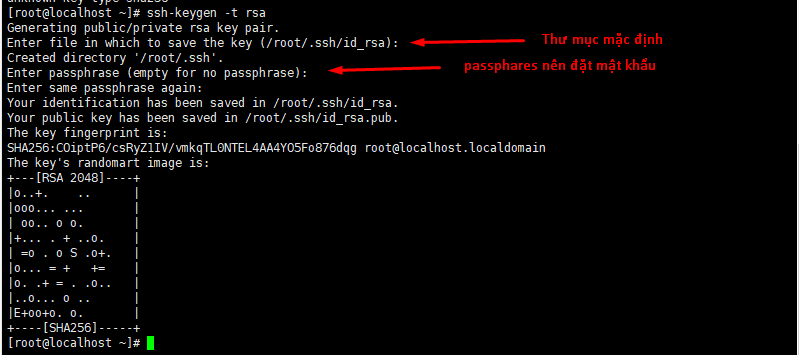 unknown key type sha256
[root@localhost ~]# ssh-keygen -t rsa
Generating public/private rsa key pair.
Enter file in which to save the key (/root/.ssh/id_rsa): Thư mục mặc định
Created directory '/root/.ssh'.
Enter passphrase (empty for no passphrase): passphares nên đặt mật khẩu
Enter same passphrase again:
Your identification has been saved in /root/.ssh/id_rsa.
Your public key has been saved in /root/.ssh/id_rsa.pub.
The key fingerprint is:
SHA256:COiptP6/csRyZ1IV/vmkqTL0NTEL4AA4YO5Fo876dqg root@localhost.localdomain
The key's randomart image is:
+---[RSA 2048]----+
|o..+.    ..      |
|ooo... ...       |
| oo.. o o.       |
|+... . + ..o.    |
| =o . o S .o+.   |
|o... = +   +=    |
|o. .+ = . .o..   |
|..o... o ..      |
|E+oo+o. o.       |
+----[SHA256]-----+
[root@localhost ~]#